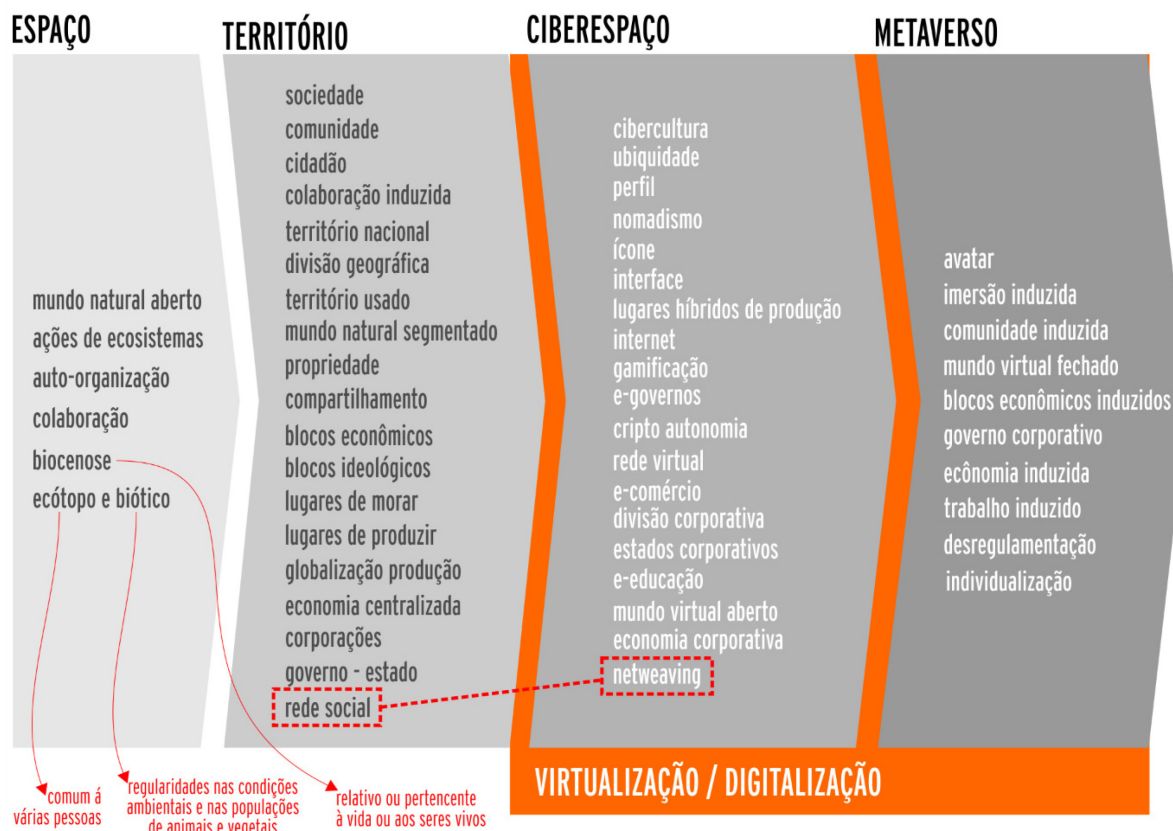 ESPAÇO
mundo natural aberto
ações de ecosistemas
auto-organização
colaboração
biocenose
ecótopo e biótico
comum á
várias pessoas
regularidades nas condições
ambientais e nas populações
de animais e vegetais
relativo ou pertencente
à vida ou aos seres vivos
TERRITÓRIO
sociedade
comunidade
cidadão
colaboração induzida
território nacional
divisão geográfica
território usado
mundo natural segmentado
propriedade
compartilhamento
blocos econômicos
blocos ideológicos
lugares de morar
lugares de produzir
globalização produção
economia centralizada
corporações
governo - estado
rede social
CIBERESPAÇO
cibercultura
ubiquidade
perfil
nomadismo
ícone
interface
lugares híbridos de produção
internet
gamificação
e-governos
cripto autonomia
rede virtual
e-comércio
divisão corporativa
estados corporativos
e-educação
mundo virtual aberto
economia corporativa
netweaving
METAVERSO
avatar
imersão induzida
comunidade induzida
mundo virtual fechado
blocos econômicos induzidos
governo corporativo
ecônomia induzida
trabalho induzido
desregulamentação
individualização
VIRTUALIZAÇÃO / DIGITALIZAÇÃO